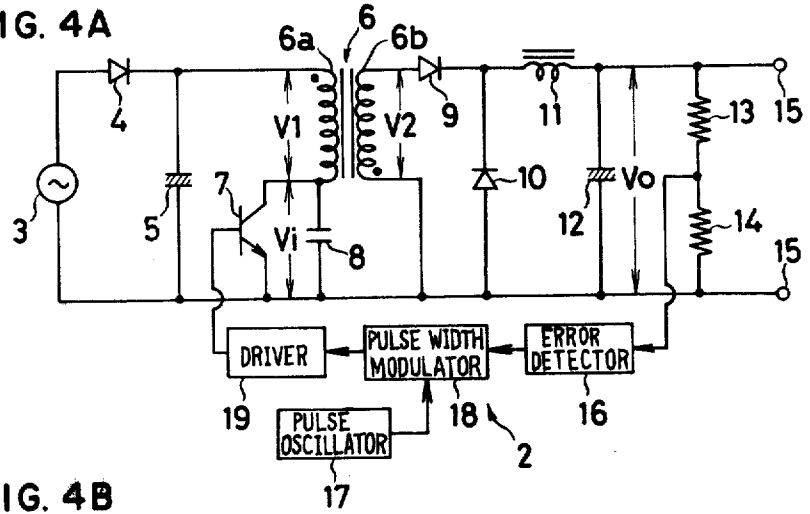 IG. 4A
6
6a
6b
4
9
11
15
V1
V2
13
3
5
7
Vi
8
10
12
Vo
14
15
DRIVER
PULSE WIDTH
MODULATOR
ERROR
DETECTOR
19
18
16
PULSE
OSCILLATOR
2
17
IG. 4B